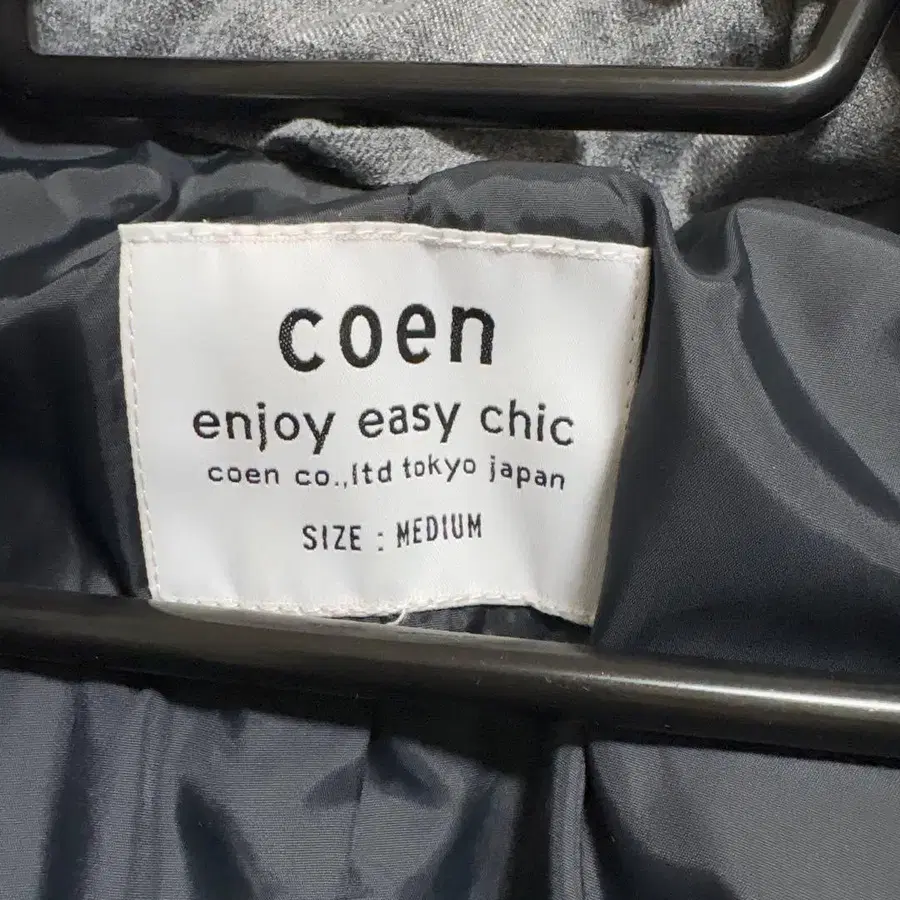 coen
enjoy easy chic
coen co.,ltd tokyo japan
SIZE : MEDIUM